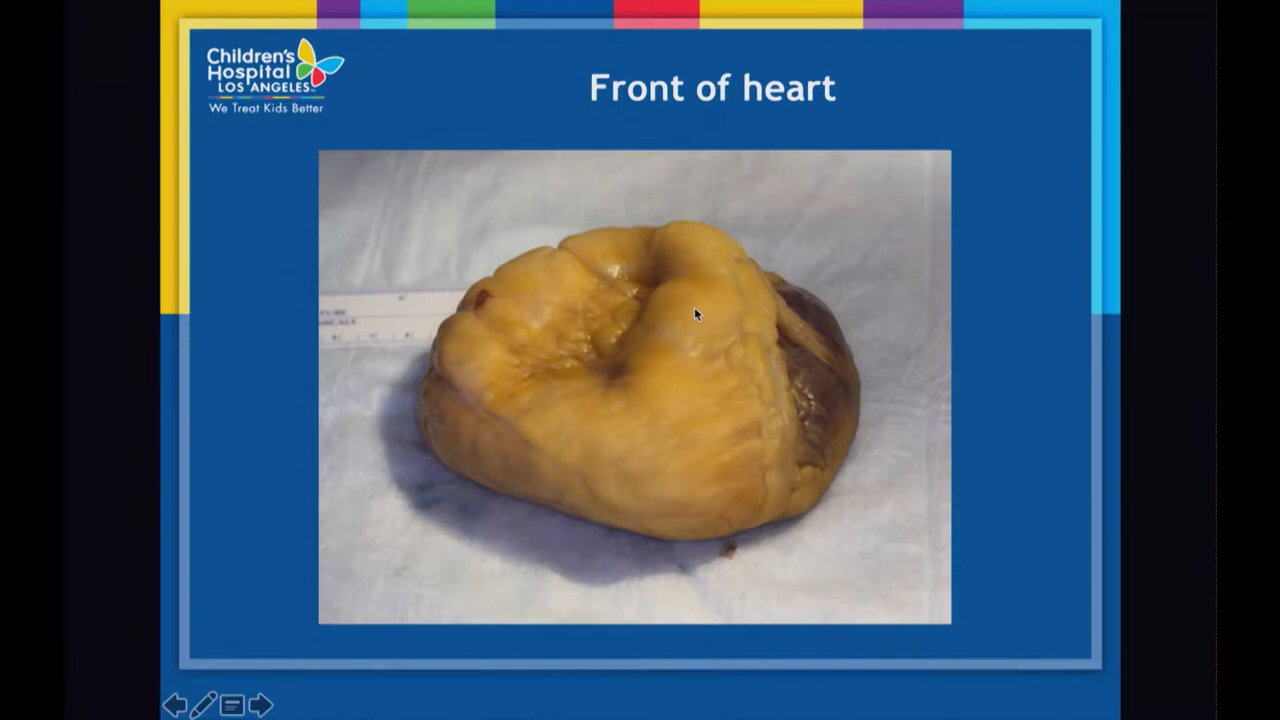 Children's
Hospital
LOS ANGELES
We Treat Kids Better
Front of heart